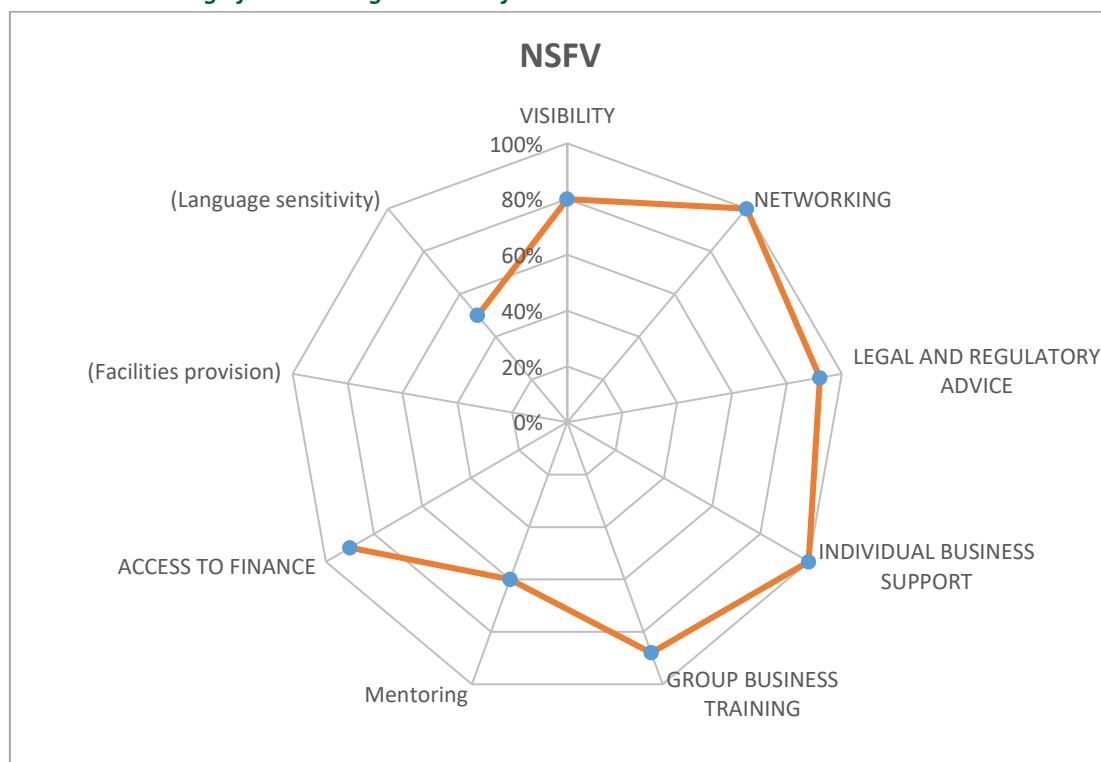 NSFV
VISIBILITY
100%
80%
60%
40%
20%
0%
NETWORKING
LEGAL AND REGULATORY
ADVICE
INDIVIDUAL BUSINESS
SUPPORT
GROUP BUSINESS
TRAINING
Mentoring
ACCESS TO FINANCE
(Facilities provision)
(Language sensitivity)